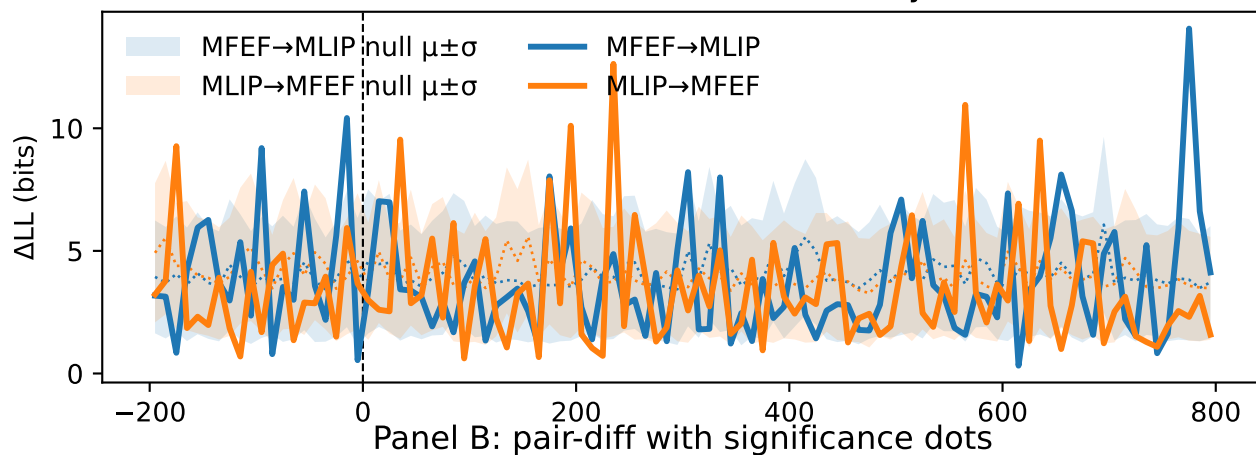 MFEF→MLIP null μ±σ
MLIP→MFEF null μ±σ
MFEF→MLIP
MLIP→MFEF
ΔLL (bits)
10
5
0
−200 0 200 400 600 800
Panel B: pair-diff with significance dots